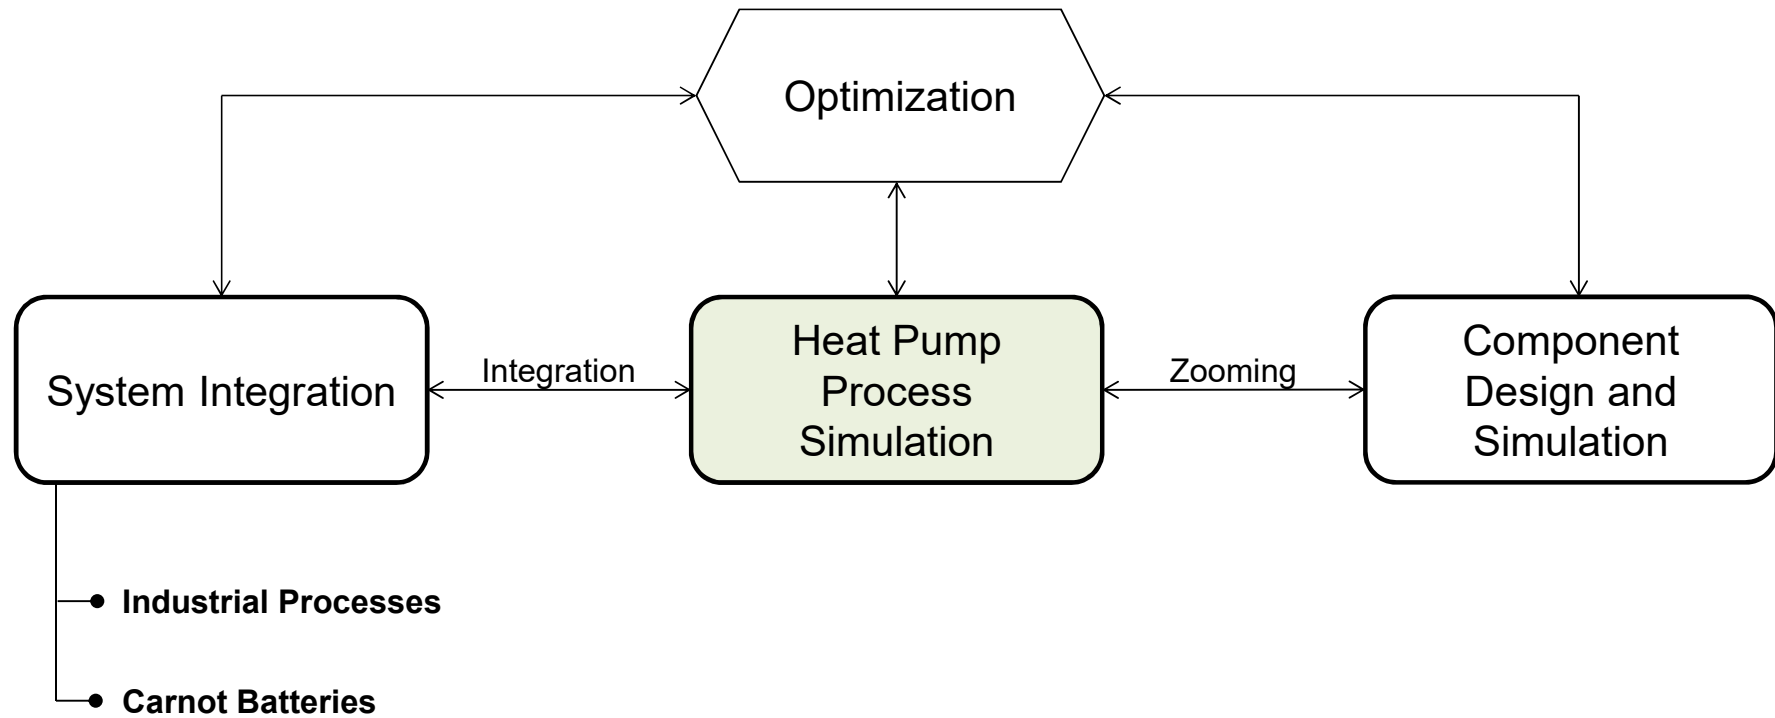 Optimization
System Integration
Integration
Heat Pump
Process
Simulation
Zooming
Component
Design and
Simulation
Industrial Processes
Carnot Batteries